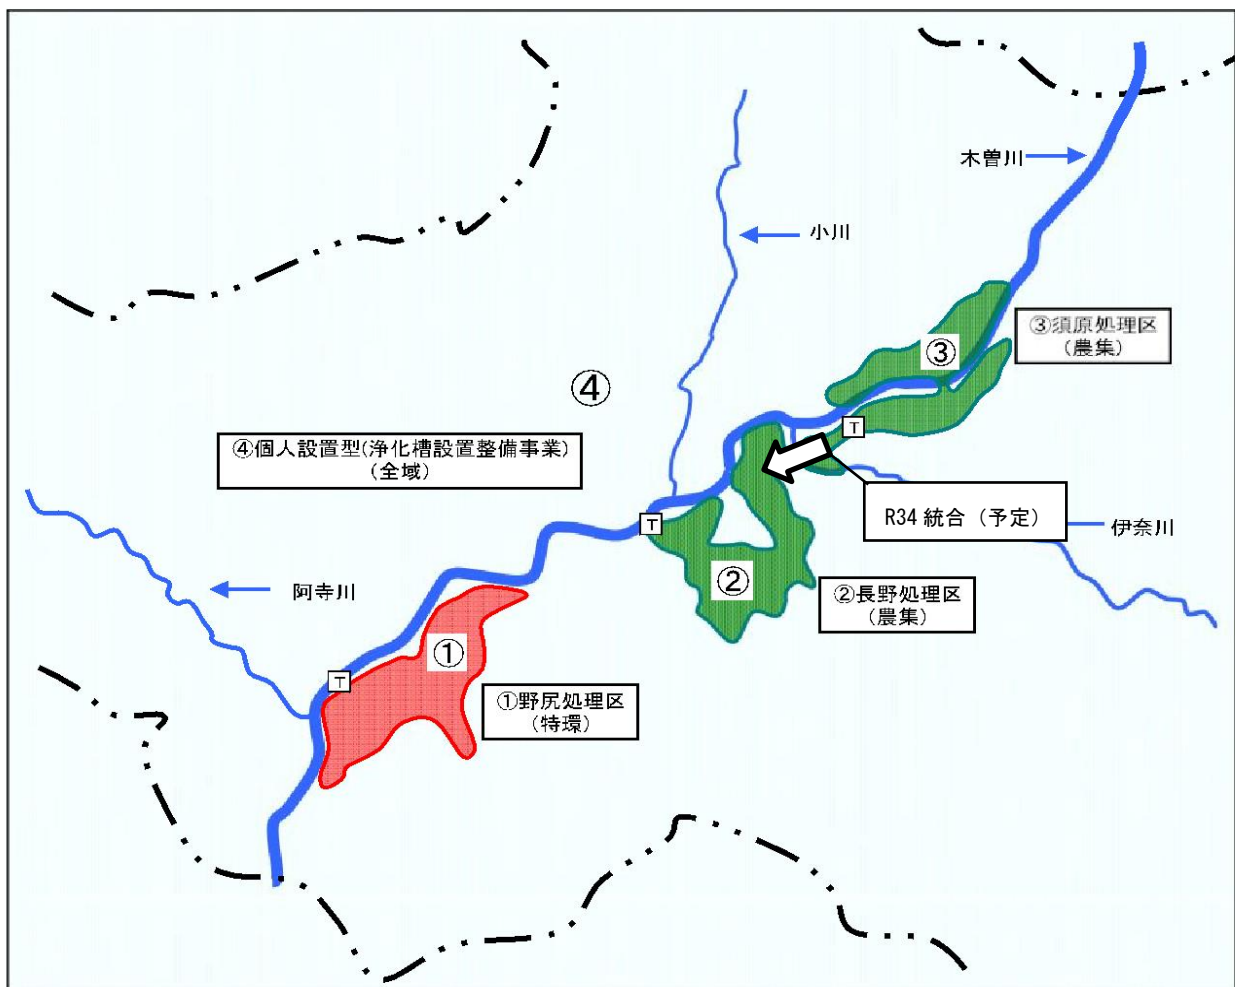 木曽川
小川
③須原処理区
(農集)
③
④
④個人設置型(浄化槽設置整備事業)
(全域)
T
R34 統合(予定)
伊奈川
T
②
②長野処理区
(農集)
阿寺川
①
T
①野尻処理区
(特環)